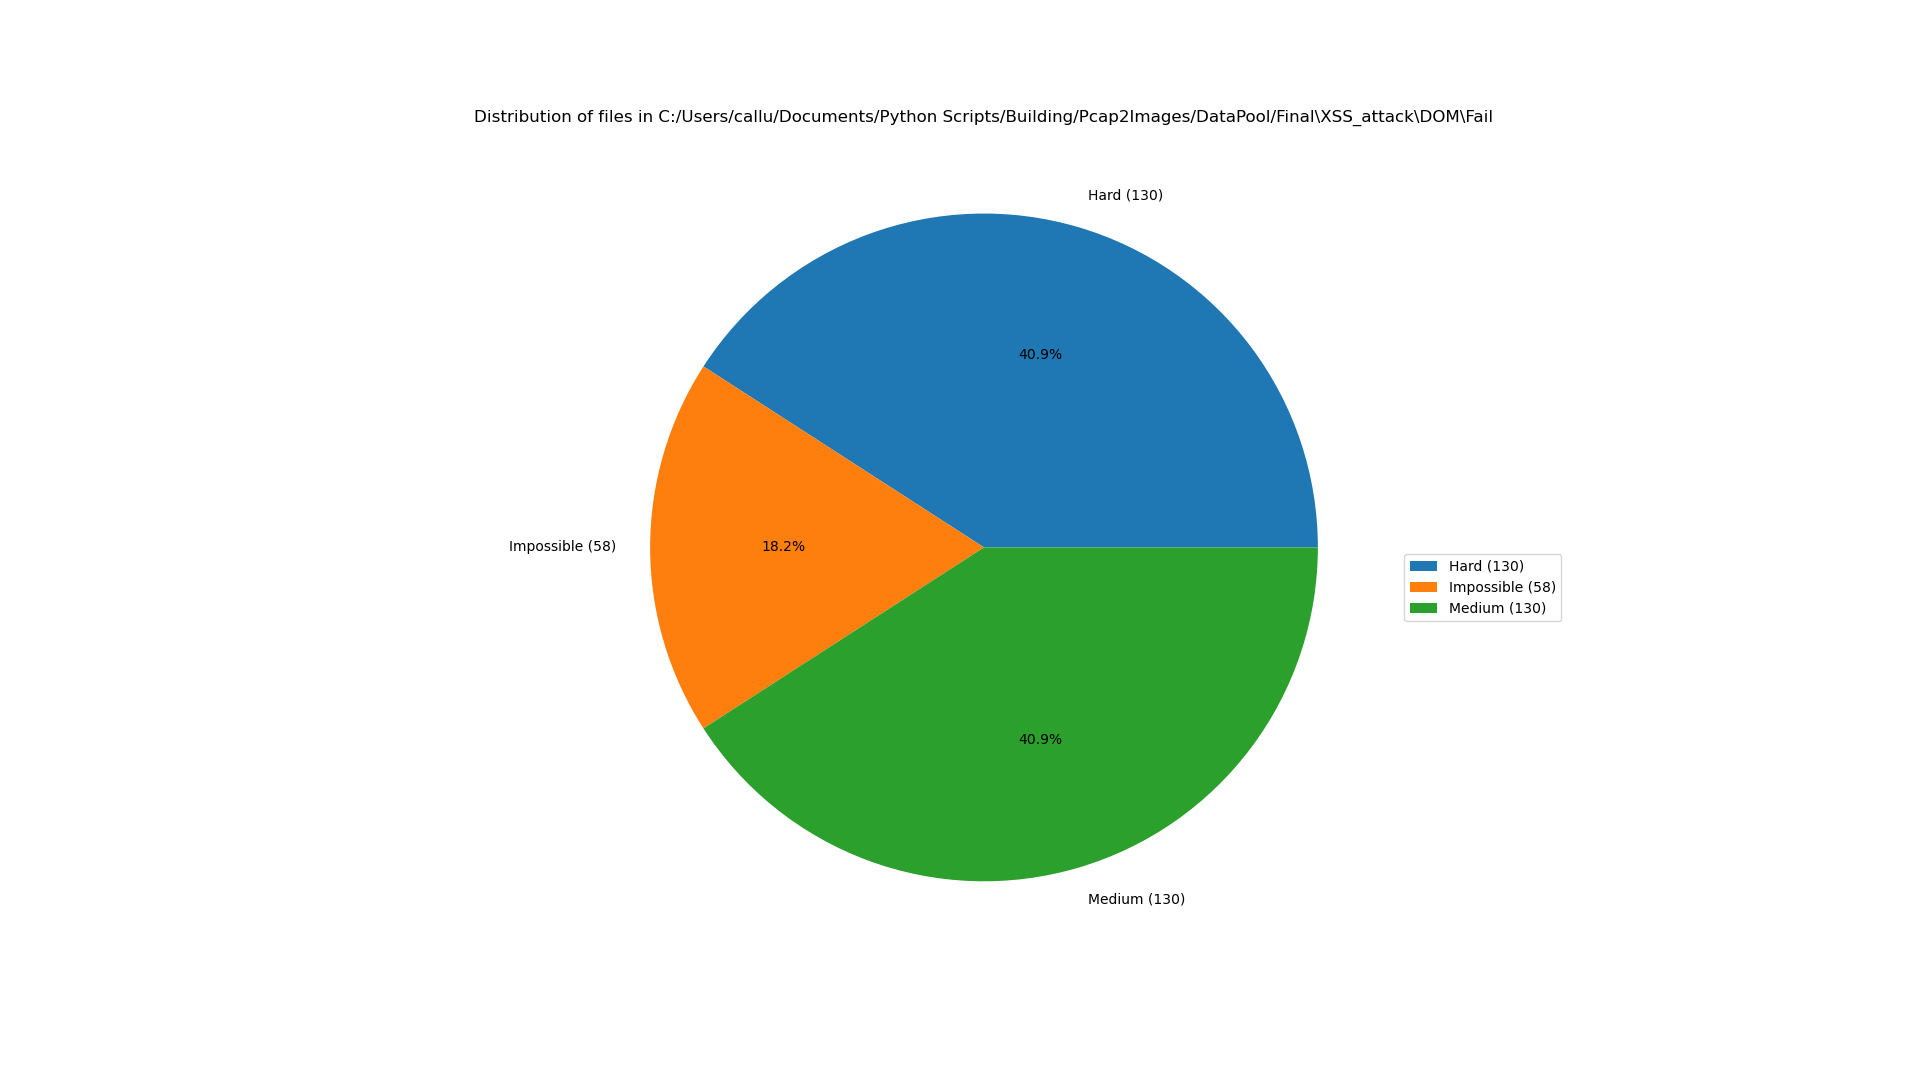 Distribution of files in C:/Users/callu/Documents/Python Scripts/Building/Pcap2Images/DataPool/Final\XSS_attack\DOM\Fail
Hard (130)
40.9%
Impossible (58)
18.2%
Hard (130)
Impossible (58)
Medium (130)
40.9%
Medium (130)